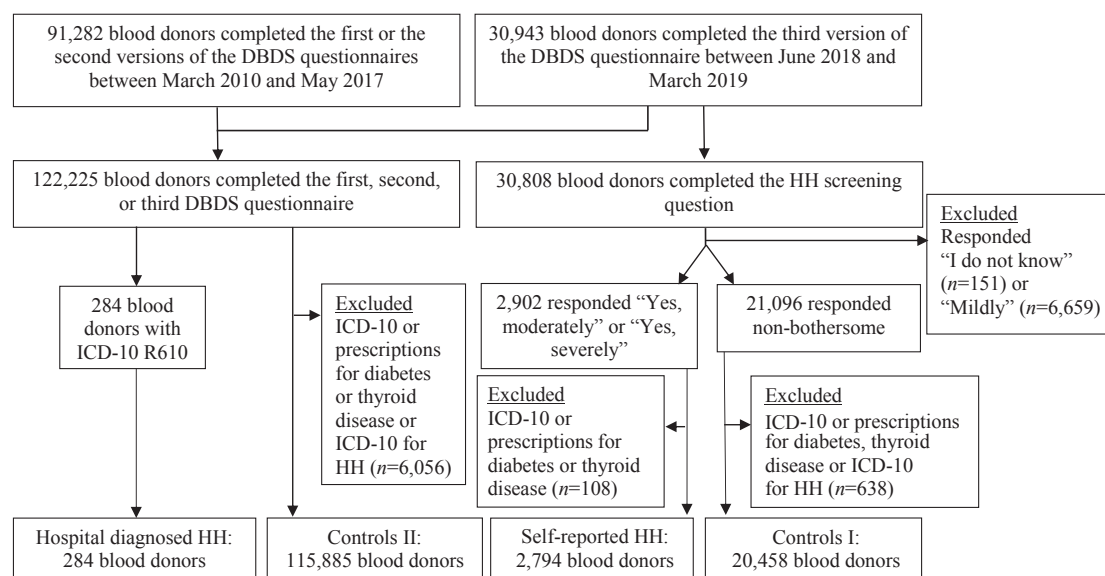 91,282 blood donors completed the first or the
second versions of the DBDS questionnaires
between March 2010 and May 2017
30,943 blood donors completed the third version of
the DBDS questionnaire between June 2018 and
March 2019
122,225 blood donors completed the first, second,
or third DBDS questionnaire
30,808 blood donors completed the HH screening
question
Excluded
Responded
“I do not know”
(n=151) or
“Mildly” (n=6,659)
284 blood
donors with
ICD-10 R610
Excluded
ICD-10 or
prescriptions
for diabetes
or thyroid
disease or
ICD-10 for
HH (n=6,056)
2,902 responded “Yes,
moderately” or “Yes,
severely”
21,096 responded
non-bothersome
Excluded
ICD-10 or
prescriptions for
diabetes or thyroid
disease (n=108)
Excluded
ICD-10 or prescriptions
for diabetes, thyroid
disease or ICD-10
for HH (n=638)
Hospital diagnosed HH:
284 blood donors
Controls II:
115,885 blood donors
Self-reported HH:
2,794 blood donors
Controls I:
20,458 blood donors